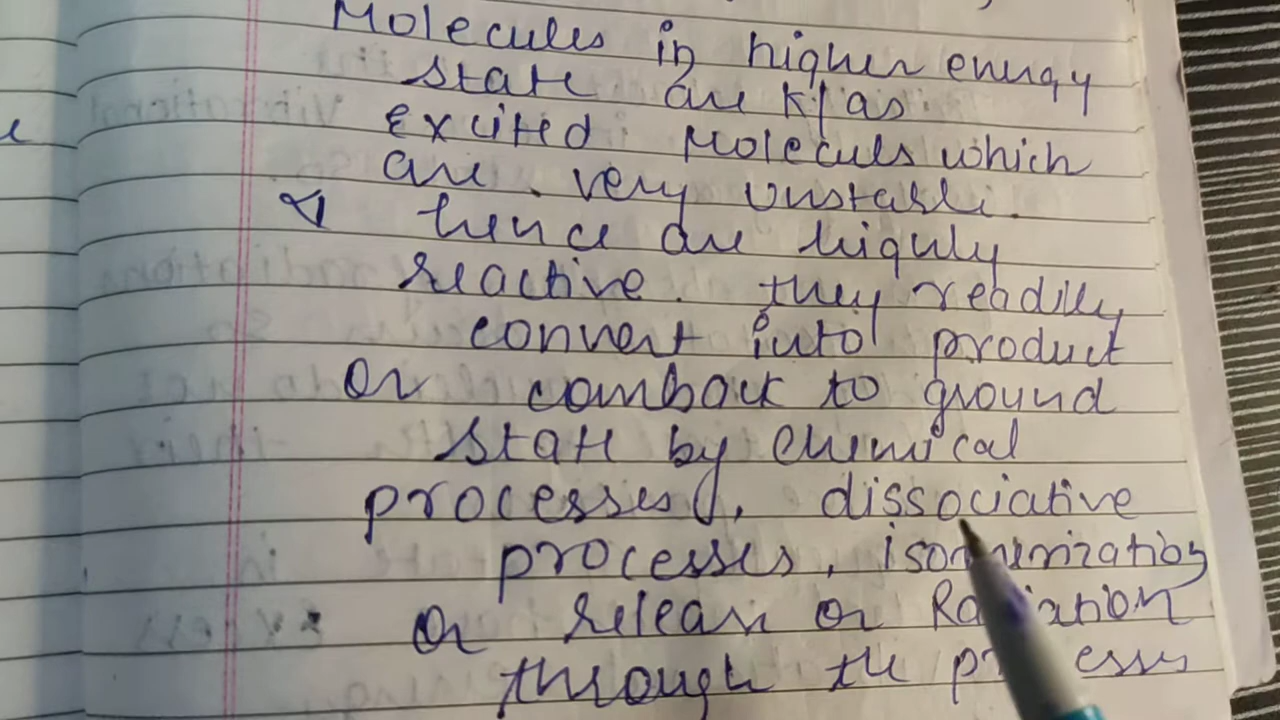 Molecules in higher energy
state are k/as
excited Molecules which
are very unstable.
& hence are highly
reactive. they readily
convert into product
or comback to ground
state by chemical
processes, dissociative
processes, isomerization
or release or Radiation
through the processes